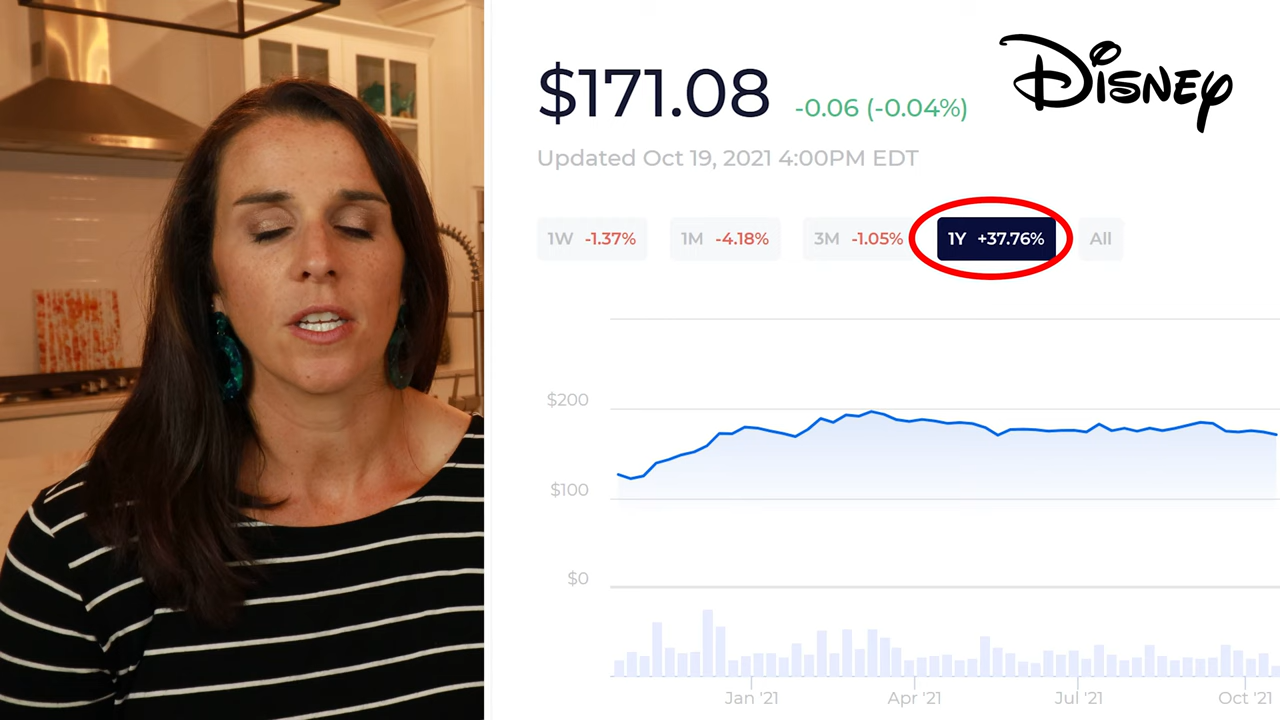 Disney
$171.08 -0.06 (-0.04%)
Updated Oct 19, 2021 4:00PM EDT
1W -1.37% 1M -4.18% 3M -1.05% 1Y +37.76% All
$200
$100
$0
Jan '21 Apr '21 Jul '21 Oct '21